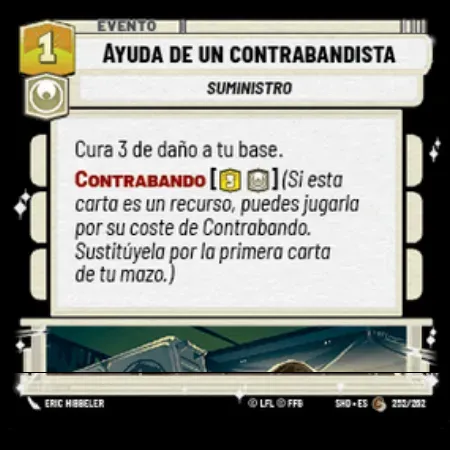 EVENTO
1
AYUDA DE UN CONTRABANDISTA
SUMINISTRO
Cura 3 de daño a tu base.
CONTRABANDO [3] (Si esta
carta es un recurso, puedes jugarla
por su coste de Contrabando.
Sustitúyela por la primera carta
de tu mazo.)
ERIC HIBBELER
© LFL © FFG
SHD • ES
252/262